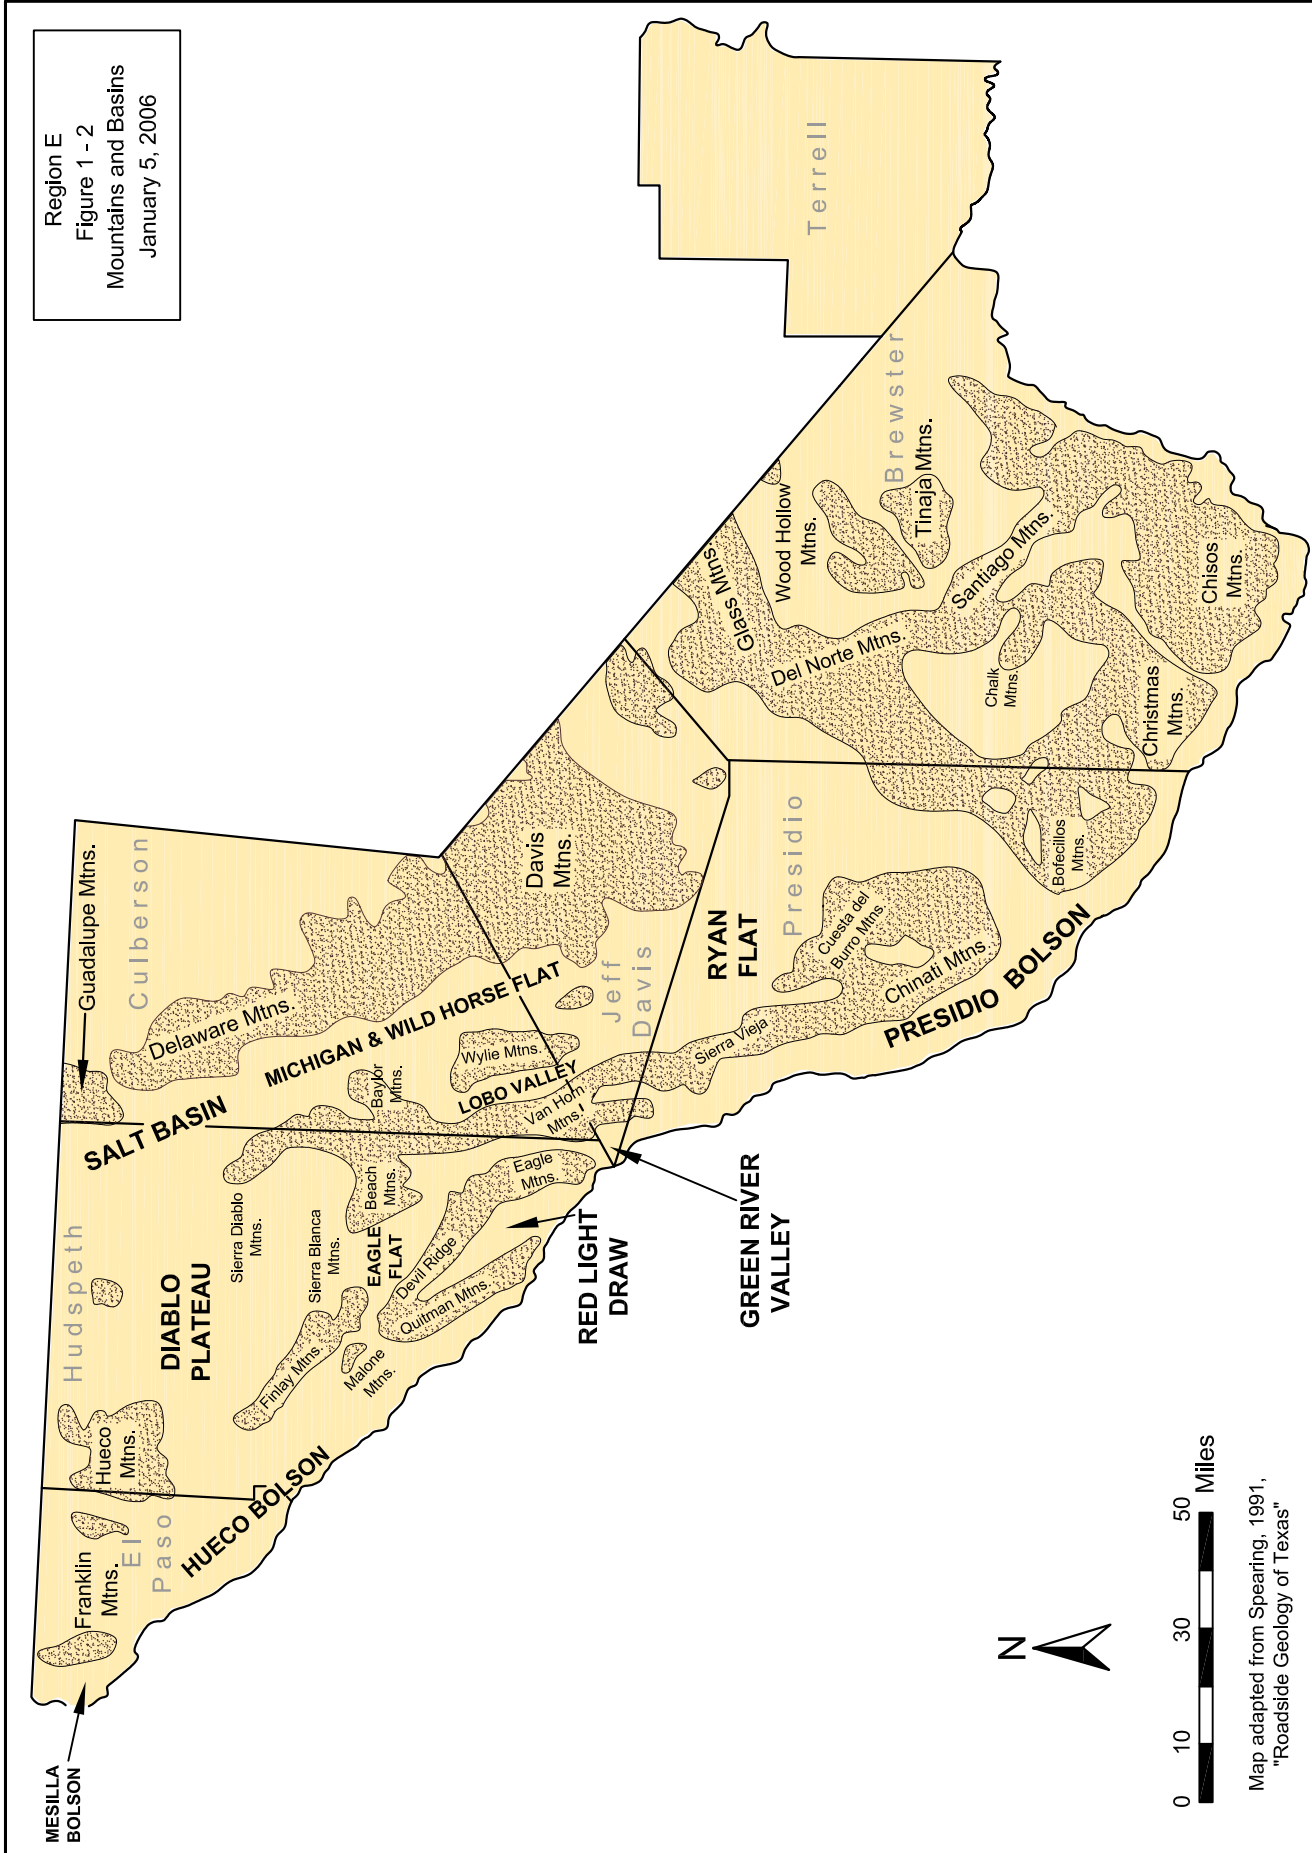 Region E
Figure 1 - 2
Mountains and Basins
January 5, 2006
MESILLA
BOLSON
Franklin
Mtns.
El
Paso
HUECO BOLSON
Hueco
Mtns.
Hudspeth
DIABLO
PLATEAU
Finlay Mtns.
Malone
Mtns.
Sierra Blanca
Mtns.
Sierra Diablo
Mtns.
EAGLE
FLAT
Devil Ridge
Quitman Mtns.
Beach
Mtns.
Eagle
Mtns.
RED LIGHT
DRAW
GREEN RIVER
VALLEY
SALT BASIN
Guadalupe Mtns.
Culberson
Delaware Mtns.
MICHIGAN & WILD HORSE FLAT
Baylor
Mtns.
Wylie Mtns.
LOBO VALLEY
Van Horn
Mtns.
Jeff
Davis
Davis
Mtns.
RYAN
FLAT
Presidio
Sierra Vieja
Cuesta del
Burro Mtns.
Chinati Mtns.
PRESIDIO BOLSON
Bofecillos
Mtns.
Glass Mtns.
Wood Hollow
Mtns.
Del Norte Mtns.
Brewster
Tinaja Mtns.
Santiago Mtns.
Chalk
Mtns.
Christmas
Mtns.
Chisos
Mtns.
Terrell
N
0 10 30 50
Miles
Map adapted from Spearing, 1991,
"Roadside Geology of Texas"